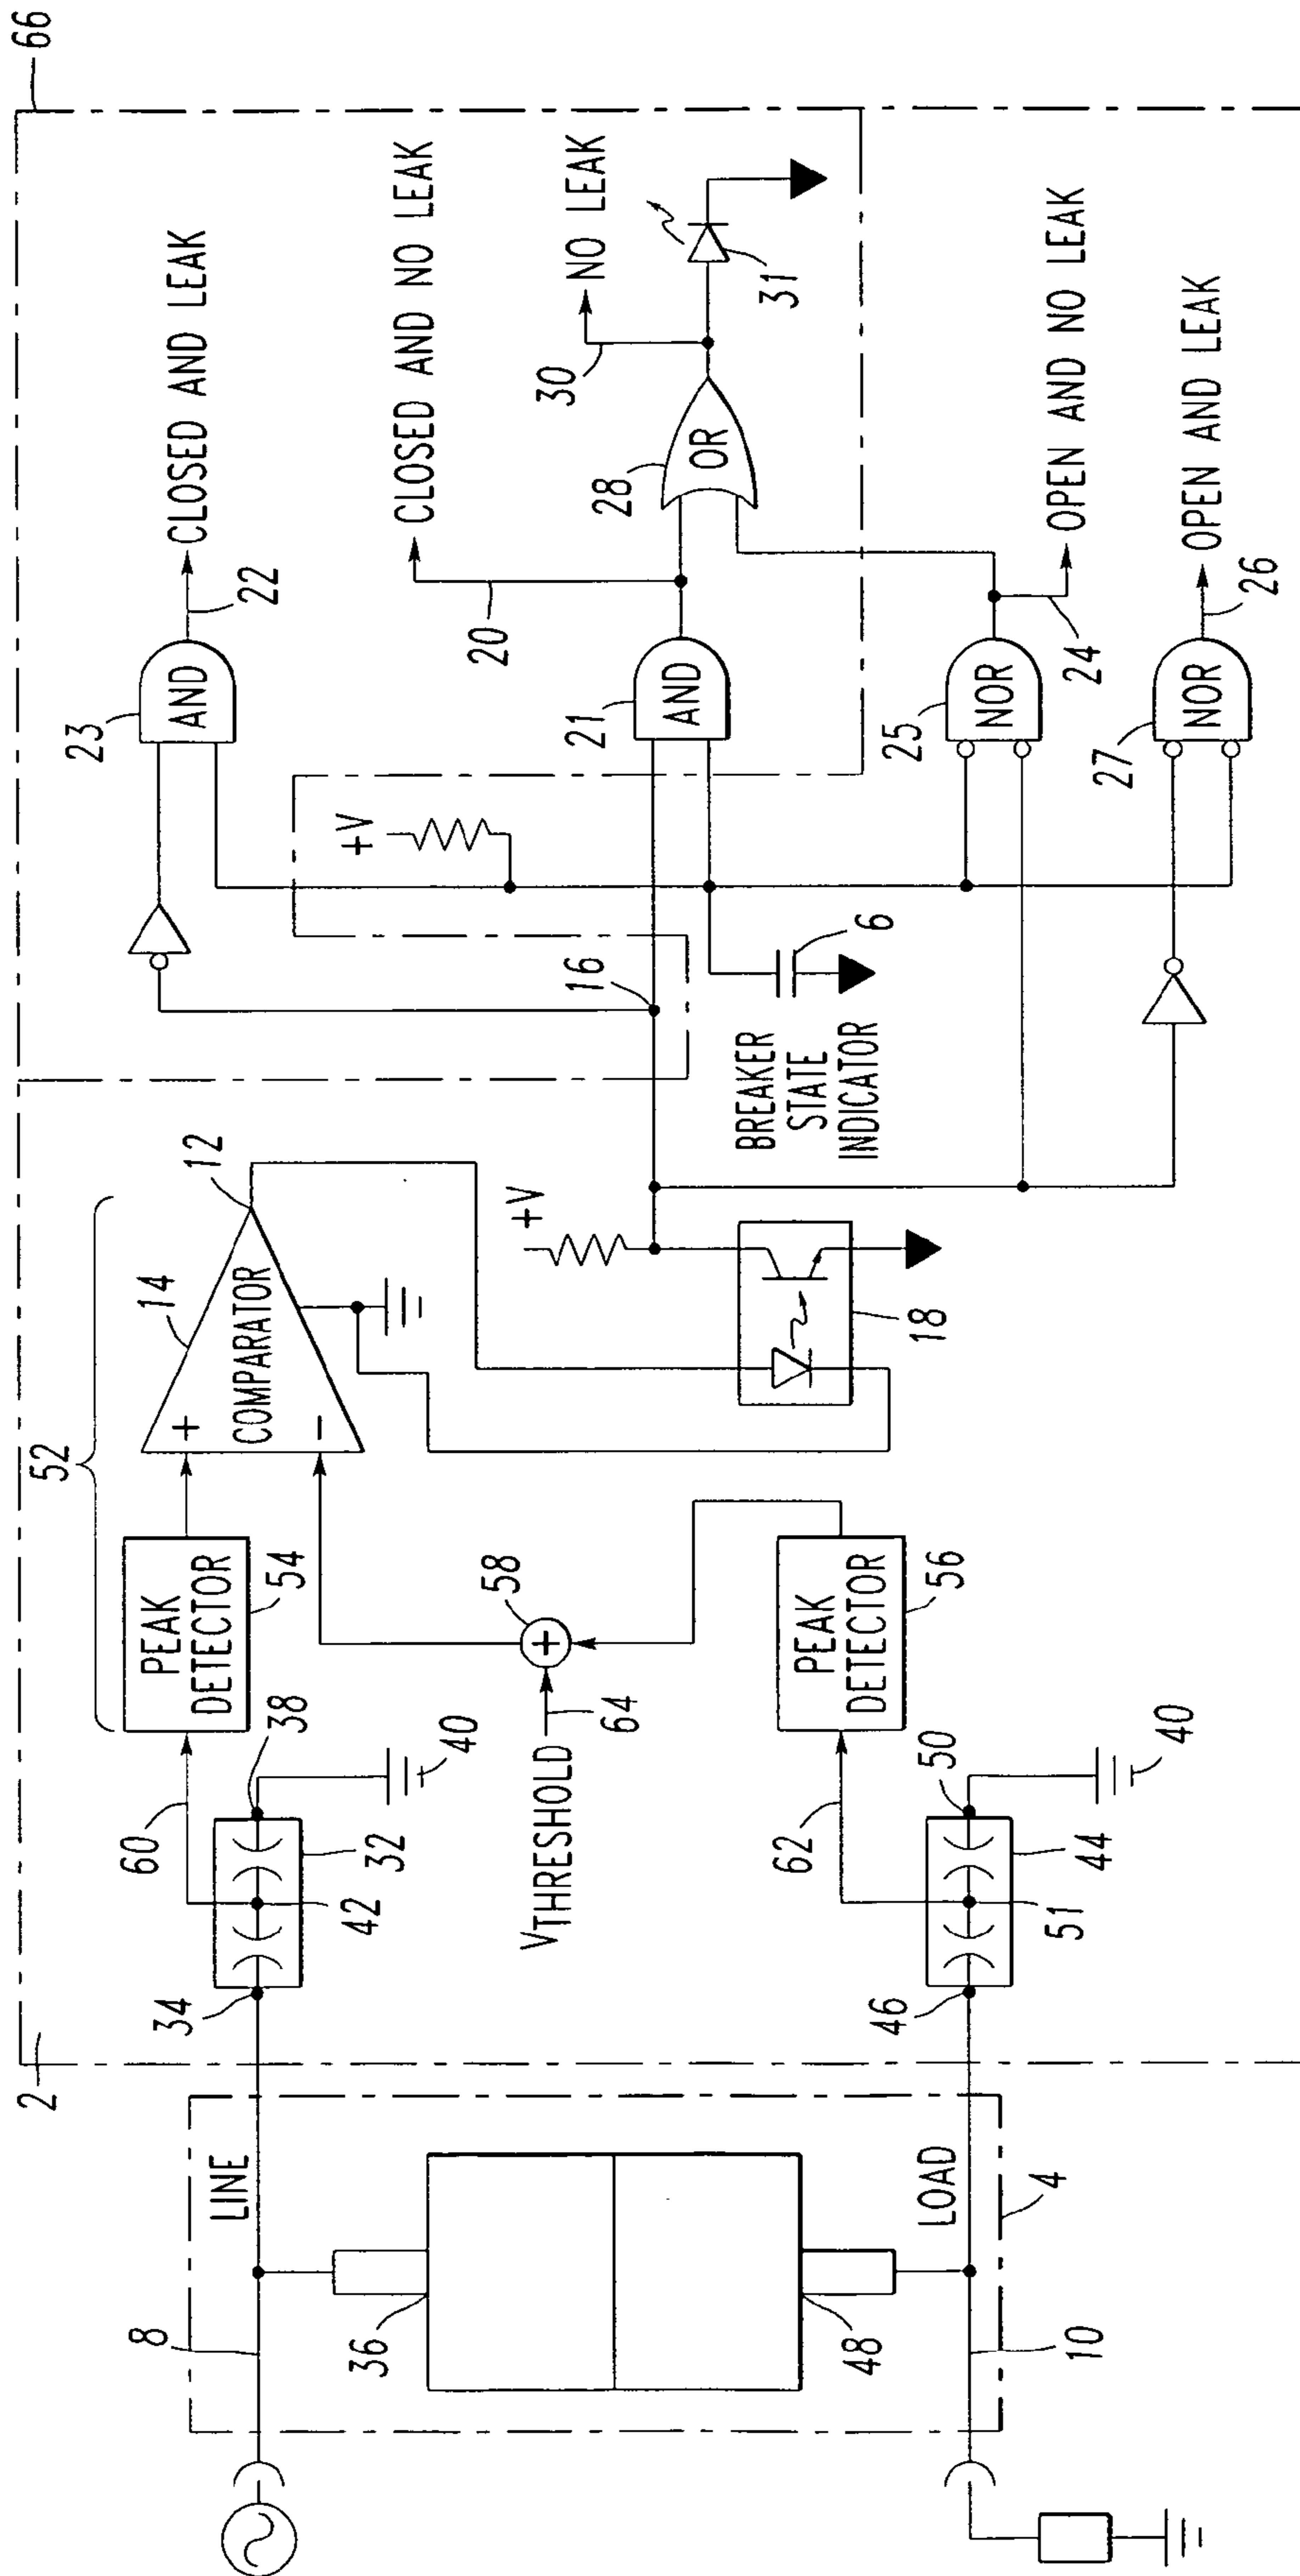 66
2
52
23
AND
22
CLOSED AND LEAK
60
PEAK
DETECTOR
54
14
+
COMPARATOR
−
12
LINE
8
34
42
32
38
40
20
CLOSED AND NO LEAK
+V
36
VTHRESHOLD
64
58
+
+V
16
21
AND
28
OR
30
NO LEAK
31
BREAKER
STATE
INDICATOR
6
18
62
PEAK
DETECTOR
56
48
LOAD
4
10
46
51
44
50
40
25
NOR
24
OPEN AND NO LEAK
27
NOR
26
OPEN AND LEAK